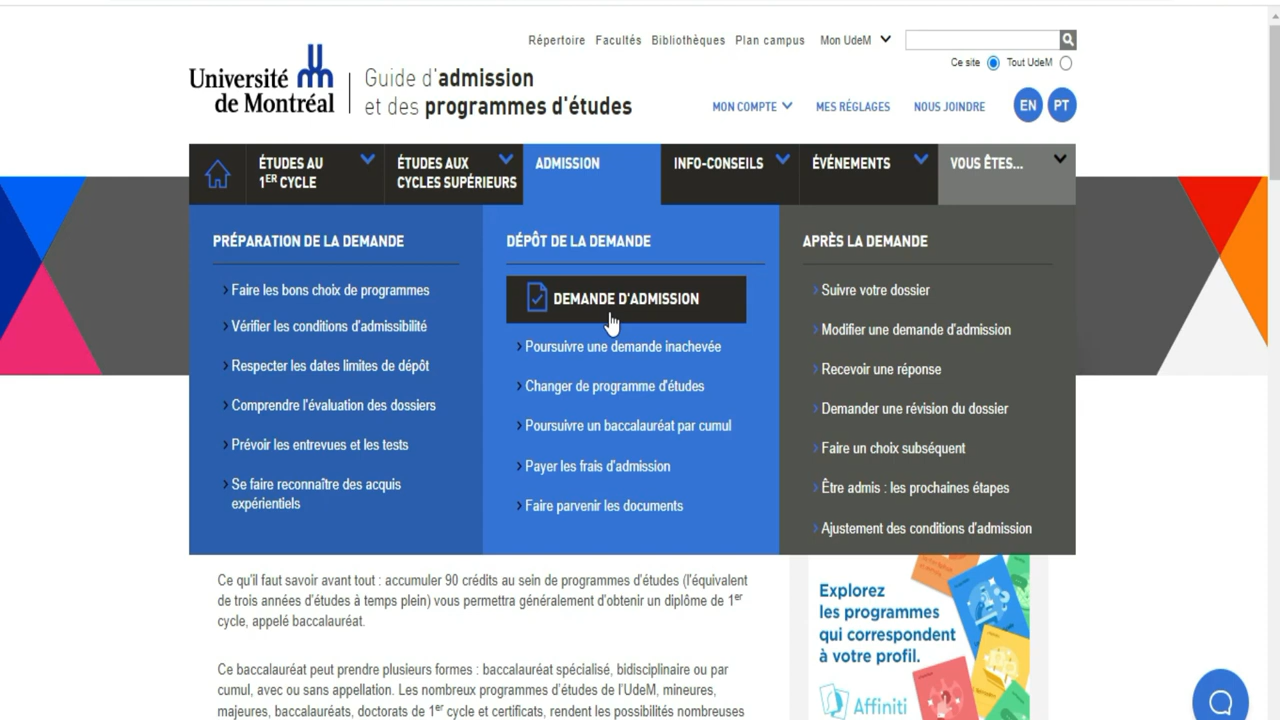 Répertoire Facultés Bibliothèques Plan campus Mon UdeM
Ce site Tout UdeM
Université
de Montréal
Guide d'admission
et des programmes d'études
MON COMPTE MES RÉGLAGES NOUS JOINDRE EN PT
ÉTUDES AU
1ER CYCLE
ÉTUDES AUX
CYCLES SUPÉRIEURS
ADMISSION
INFO-CONSEILS
ÉVÉNEMENTS
VOUS ÊTES...
PRÉPARATION DE LA DEMANDE
Faire les bons choix de programmes
Vérifier les conditions d'admissibilité
Respecter les dates limites de dépôt
Comprendre l'évaluation des dossiers
Prévoir les entrevues et les tests
Se faire reconnaître des acquis
expérientiels
DÉPÔT DE LA DEMANDE
DEMANDE D'ADMISSION
Poursuivre une demande inachevée
Changer de programme d'études
Poursuivre un baccalauréat par cumul
Payer les frais d'admission
Faire parvenir les documents
APRÈS LA DEMANDE
Suivre votre dossier
Modifier une demande d'admission
Recevoir une réponse
Demander une révision du dossier
Faire un choix subséquent
Être admis : les prochaines étapes
Ajustement des conditions d'admission
Ce qu'il faut savoir avant tout : accumuler 90 crédits au sein de programmes d'études (l'équivalent
de trois années d'études à temps plein) vous permettra généralement d'obtenir un diplôme de 1er
cycle, appelé baccalauréat.
Ce baccalauréat peut prendre plusieurs formes : baccalauréat spécialisé, bidisciplinaire ou par
cumul, avec ou sans appellation. Les nombreux programmes d'études de l'UdeM, mineures,
majeures, baccalauréats, doctorats de 1er cycle et certificats, rendent les possibilités nombreuses
Explorez
les programmes
qui correspondent
à votre profil.
Affiniti